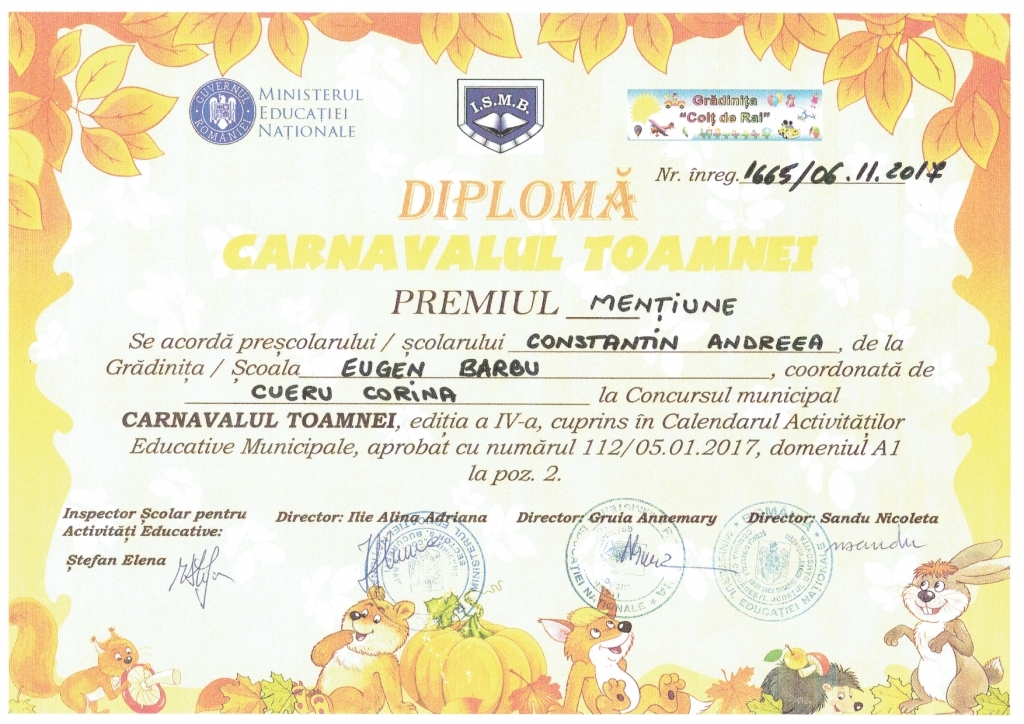 GUVERNUL ROMÂNIEI
MINISTERUL
EDUCAȚIEI
NAȚIONALE
I.S.M.B.
Grădinița
"Colț de Rai"
Nr. înreg. 1665/06.11.2017
DIPLOMĂ
CARNAVALUL TOAMNEI
PREMIUL MENȚIUNE
Se acordă preșcolarului / școlarului CONSTANTIN ANDREEA, de la
Grădinița / Școala EUGEN BARBU, coordonată de
CUERU CORINA la Concursul municipal
CARNAVALUL TOAMNEI, ediția a IV-a, cuprins în Calendarul Activităților
Educative Municipale, aprobat cu numărul 112/05.01.2017, domeniul A1
la poz. 2.
Inspector Școlar pentru
Activități Educative:
Ștefan Elena
Director: Ilie Alina Adriana
Director: Gruia Annemary
Director: Sandu Nicoleta